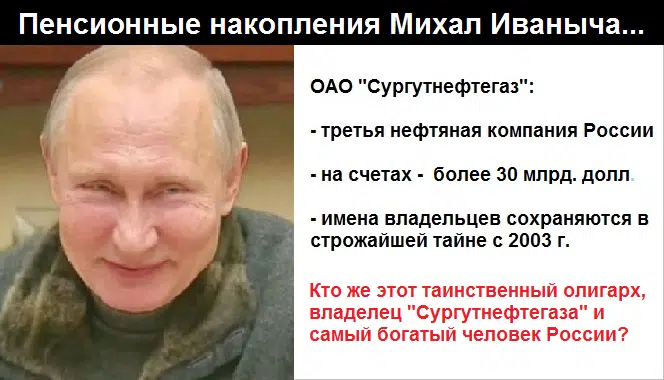 Пенсионные накопления Михал Иваныча...
ОАО "Сургутнефтегаз":
- третья нефтяная компания России
- на счетах - более 30 млрд. долл.
- имена владельцев сохраняются в
строжайшей тайне с 2003 г.
Кто же этот таинственный олигарх,
владелец "Сургутнефтегаза" и
самый богатый человек России?